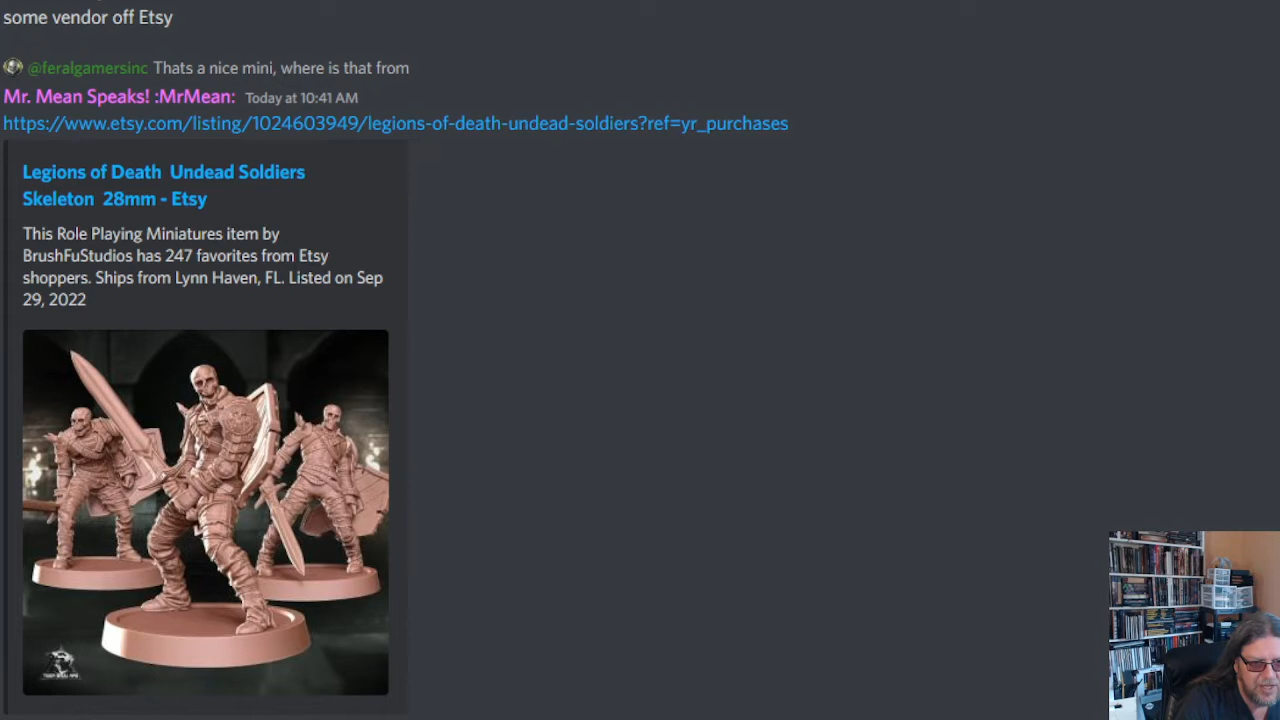 some vendor off Etsy
@feralgamersinc Thats a nice mini, where is that from
Mr. Mean Speaks! :MrMean: Today at 10:41 AM
https://www.etsy.com/listing/1024603949/legions-of-death-undead-soldiers?ref=yr_purchases
Legions of Death Undead Soldiers
Skeleton 28mm - Etsy
This Role Playing Miniatures item by
BrushFuStudios has 247 favorites from Etsy
shoppers. Ships from Lynn Haven, FL. Listed on Sep
29, 2022